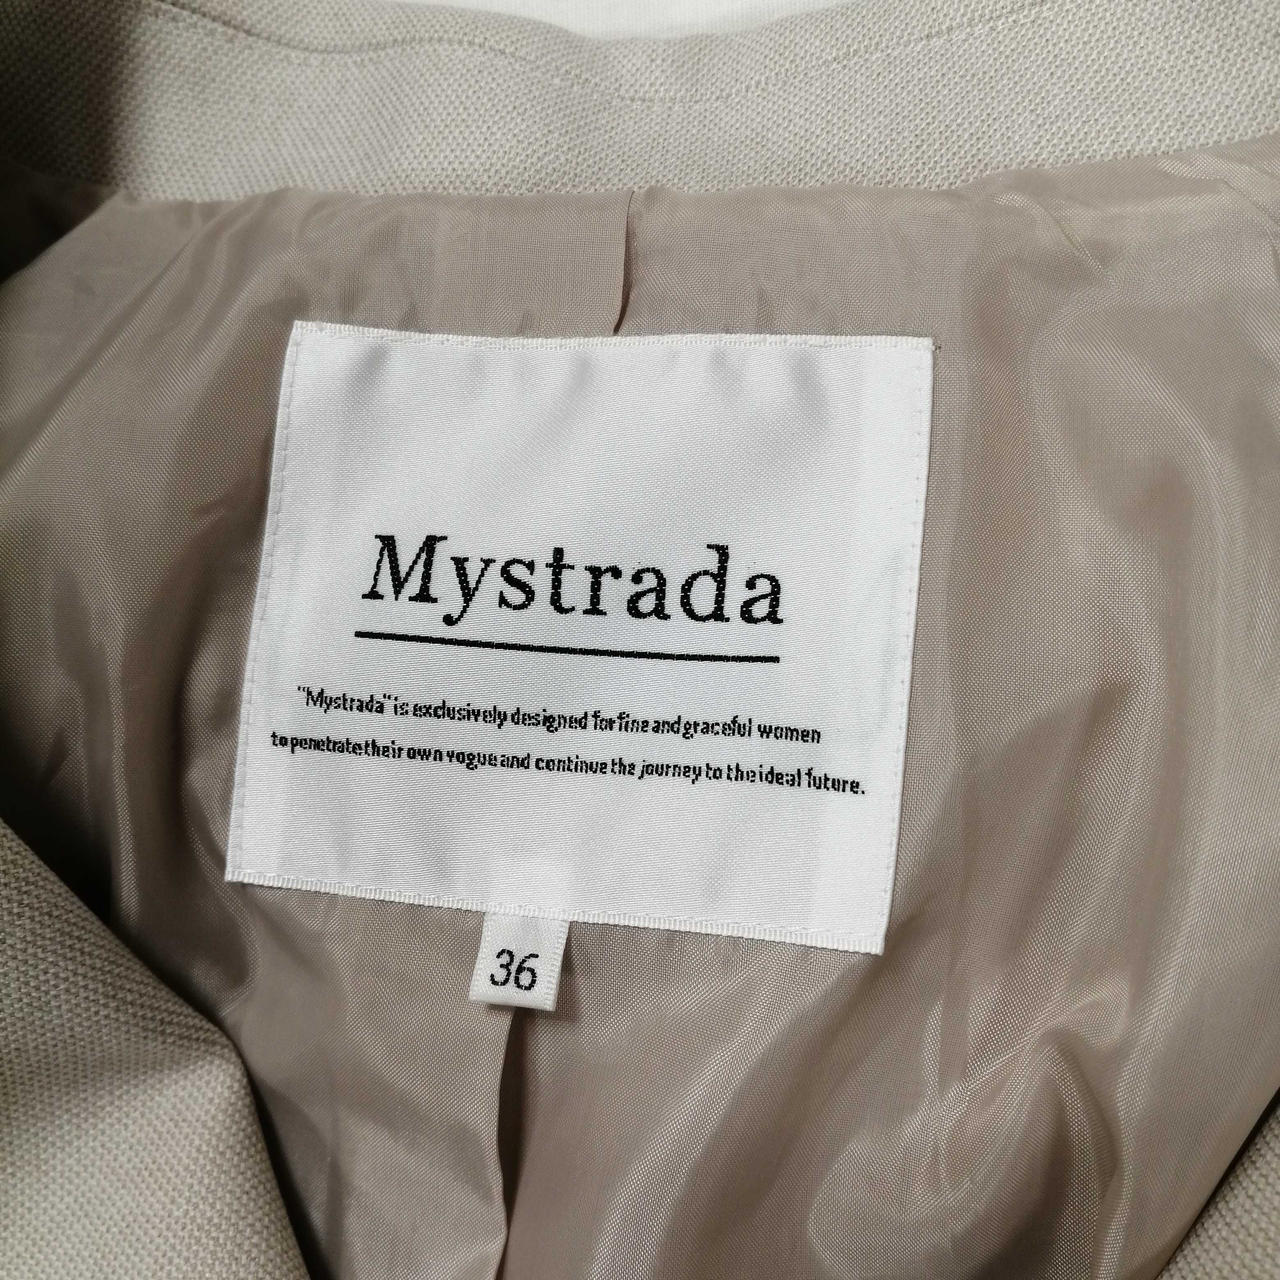 Mystrada
"Mystrada" is exclusively designed for fine and graceful women
to penetrate their own vogue and continue the journey to the ideal future.
36